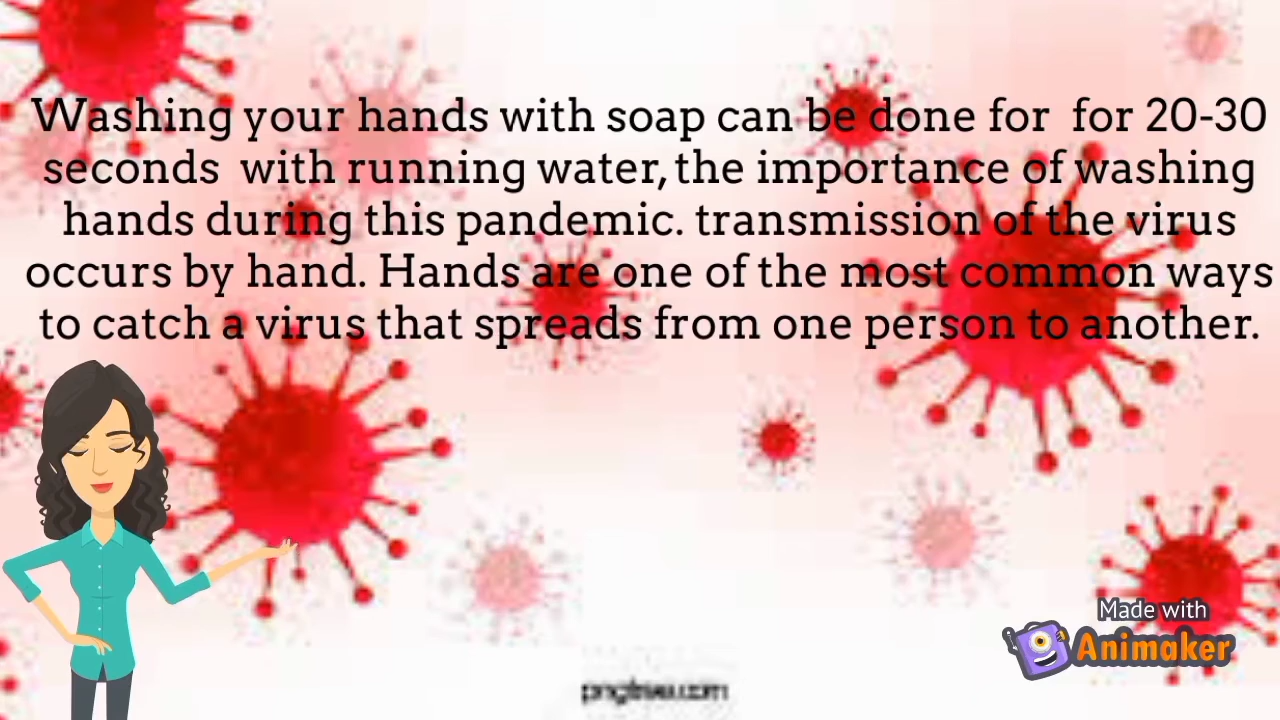 Washing your hands with soap can be done for  for 20-30
seconds  with running water, the importance of washing
hands during this pandemic. transmission of the virus
occurs by hand. Hands are one of the most common ways
to catch a virus that spreads from one person to another.
Made with
Animaker
pngtree.com